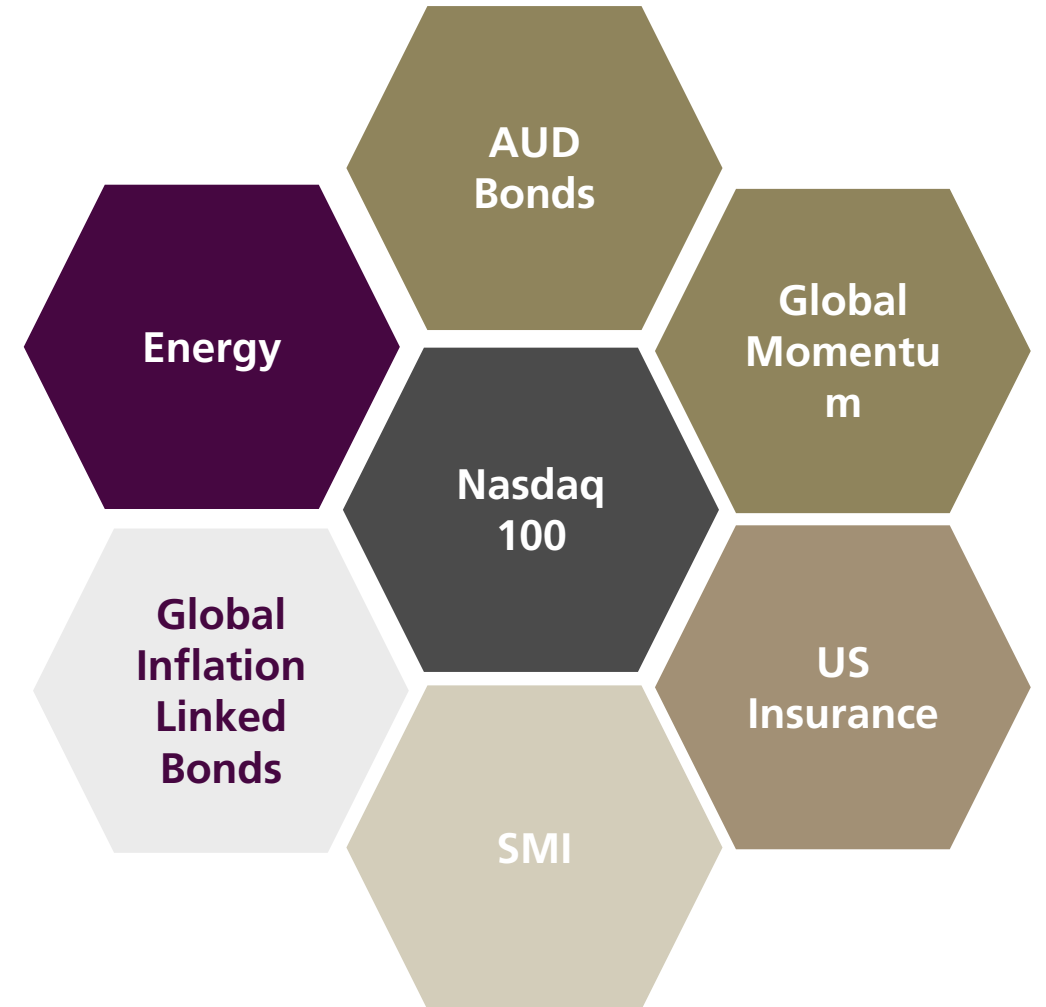 AUD
Bonds
Energy
Global
Momentu
m
Nasdaq
100
Global
Inflation
Linked
Bonds
US
Insurance
SMI